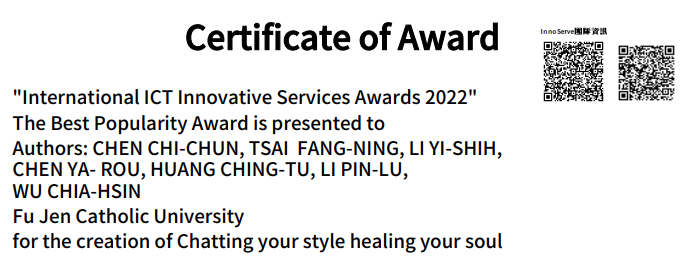 Certificate of Award
InnoServe團隊資訊
"International ICT Innovative Services Awards 2022"
The Best Popularity Award is presented to
Authors: CHEN CHI-CHUN, TSAI  FANG-NING, LI YI-SHIH,
CHEN YA- ROU, HUANG CHING-TU, LI PIN-LU,
WU CHIA-HSIN
Fu Jen Catholic University
for the creation of Chatting your style healing your soul